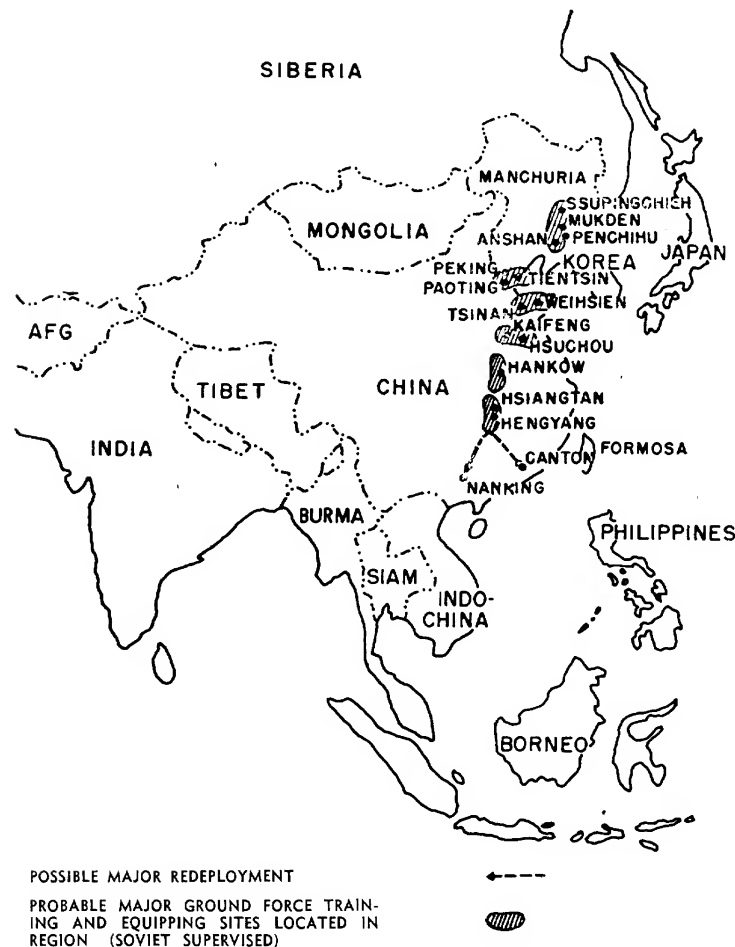 SIBERIA
MANCHURIA
MONGOLIA
SSUPINGCHIEH
MUKDEN
ANSHAN
PENCHIHU
KOREA
JAPAN
PEKING
TIENTSIN
PAOTING
WEIHSIEN
TSINAN
KAIFENG
HSUCHOU
AFG
TIBET
CHINA
HANKOW
HSIANGTAN
HENGYANG
INDIA
CANTON
FORMOSA
NANKING
BURMA
PHILIPPINES
SIAM
INDO-
CHINA
BORNEO
POSSIBLE MAJOR REDEPLOYMENT
PROBABLE MAJOR GROUND FORCE TRAIN-
ING AND EQUIPPING SITES LOCATED IN
REGION (SOVIET SUPERVISED)